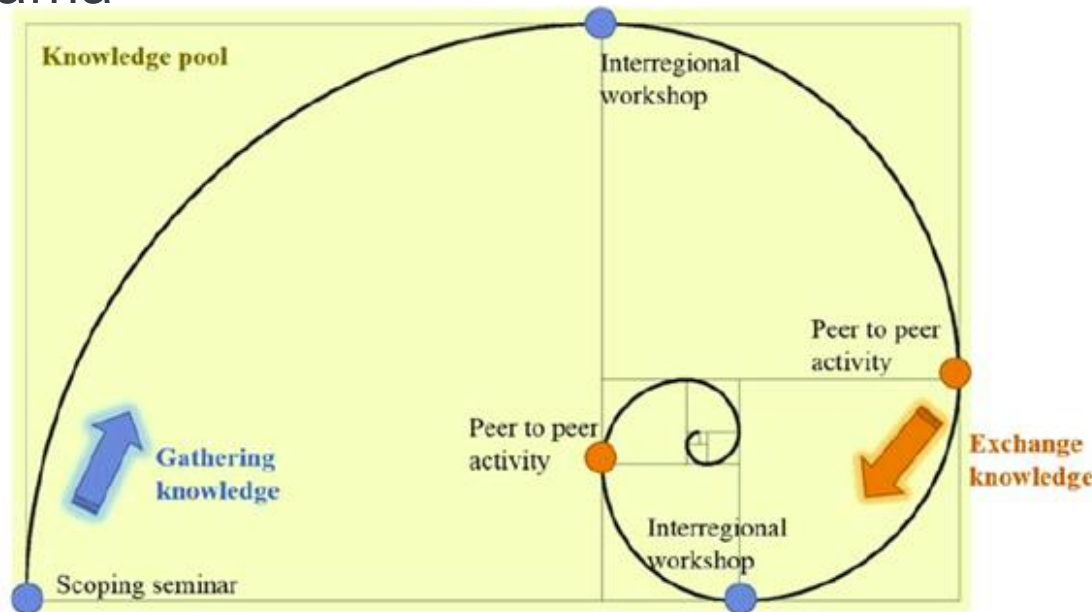 Knowledge pool
Interregional
workshop
Peer to peer
activity
Peer to peer
activity
Gathering
knowledge
Exchange
knowledge
Interregional
workshop
Scoping seminar